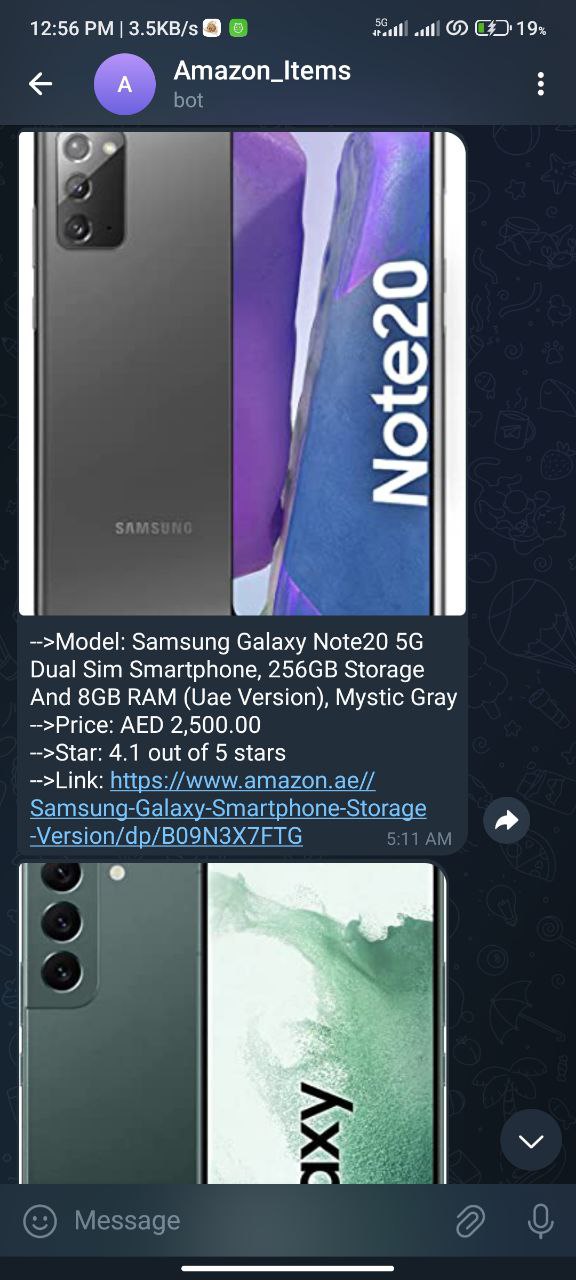 12:56 PM | 3.5KB/s
5G
19%
A
Amazon_Items
bot
Note20
SAMSUNG
-->Model: Samsung Galaxy Note20 5G
Dual Sim Smartphone, 256GB Storage
And 8GB RAM (Uae Version), Mystic Gray
-->Price: AED 2,500.00
-->Star: 4.1 out of 5 stars
-->Link: https://www.amazon.ae//
Samsung-Galaxy-Smartphone-Storage
-Version/dp/B09N3X7FTG
5:11 AM
axy
Message